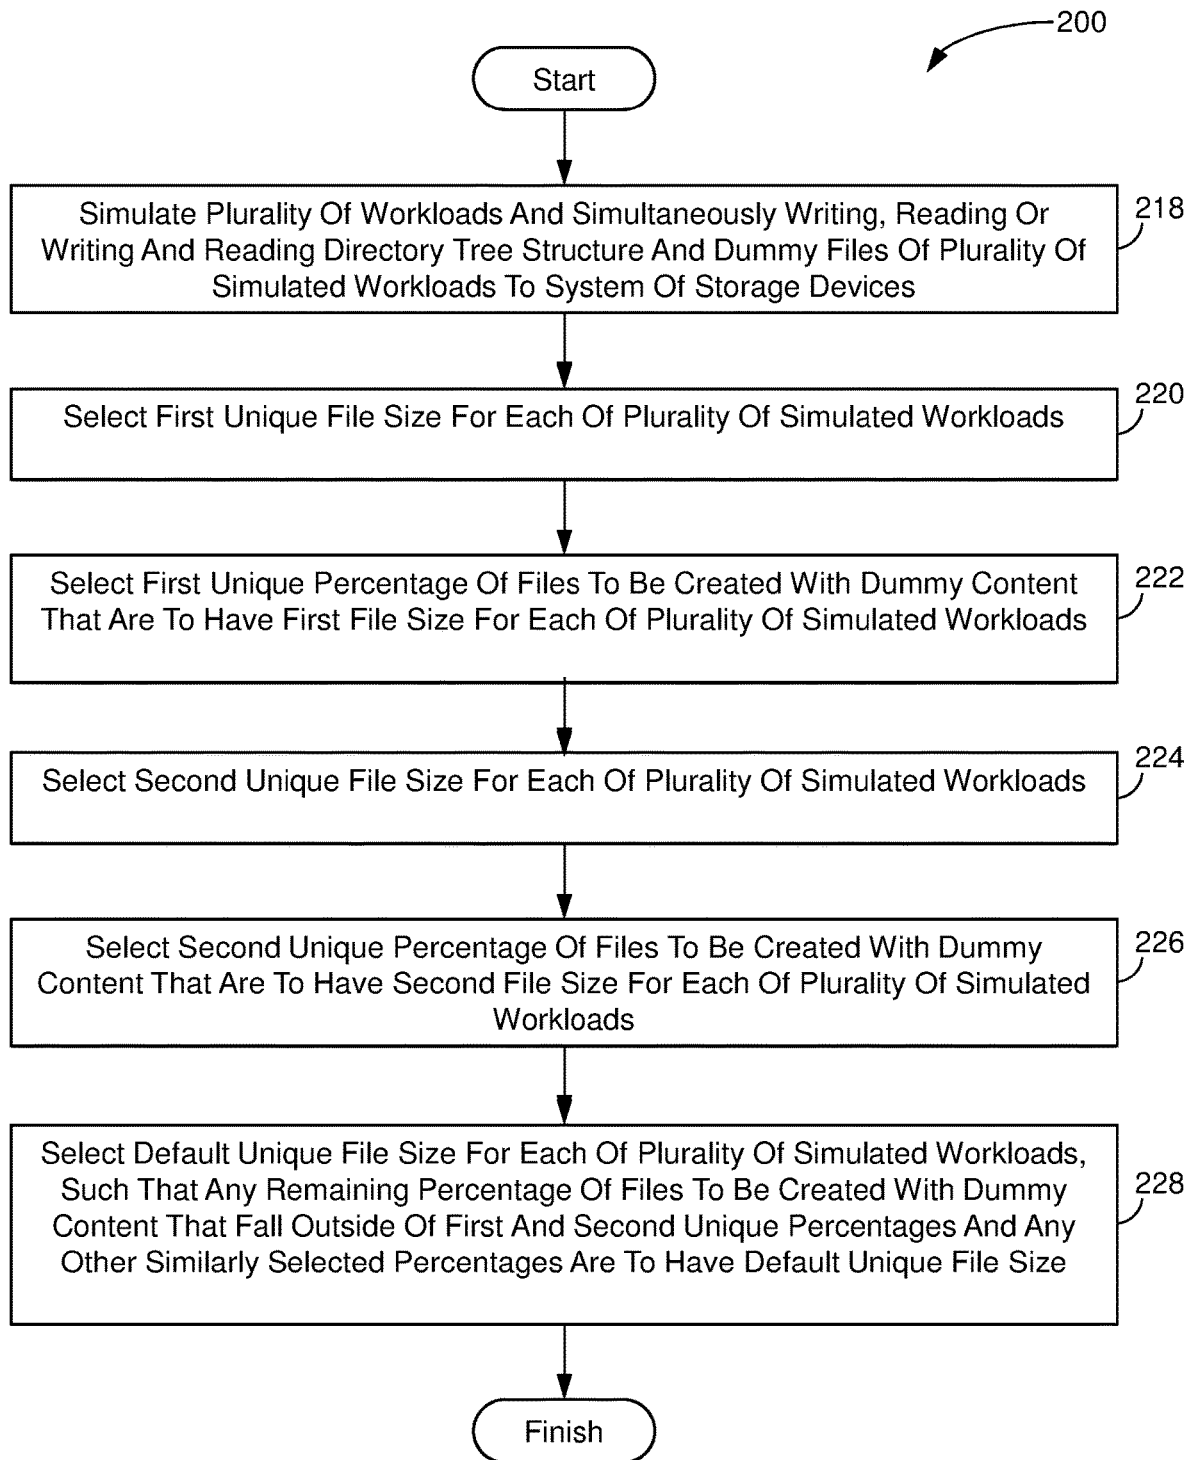 200
Start
Simulate Plurality Of Workloads And Simultaneously Writing, Reading Or
Writing And Reading Directory Tree Structure And Dummy Files Of Plurality Of
Simulated Workloads To System Of Storage Devices
218
Select First Unique File Size For Each Of Plurality Of Simulated Workloads
220
Select First Unique Percentage Of Files To Be Created With Dummy Content
That Are To Have First File Size For Each Of Plurality Of Simulated Workloads
222
Select Second Unique File Size For Each Of Plurality Of Simulated Workloads
224
Select Second Unique Percentage Of Files To Be Created With Dummy
Content That Are To Have Second File Size For Each Of Plurality Of Simulated
Workloads
226
Select Default Unique File Size For Each Of Plurality Of Simulated Workloads,
Such That Any Remaining Percentage Of Files To Be Created With Dummy
Content That Fall Outside Of First And Second Unique Percentages And Any
Other Similarly Selected Percentages Are To Have Default Unique File Size
228
Finish